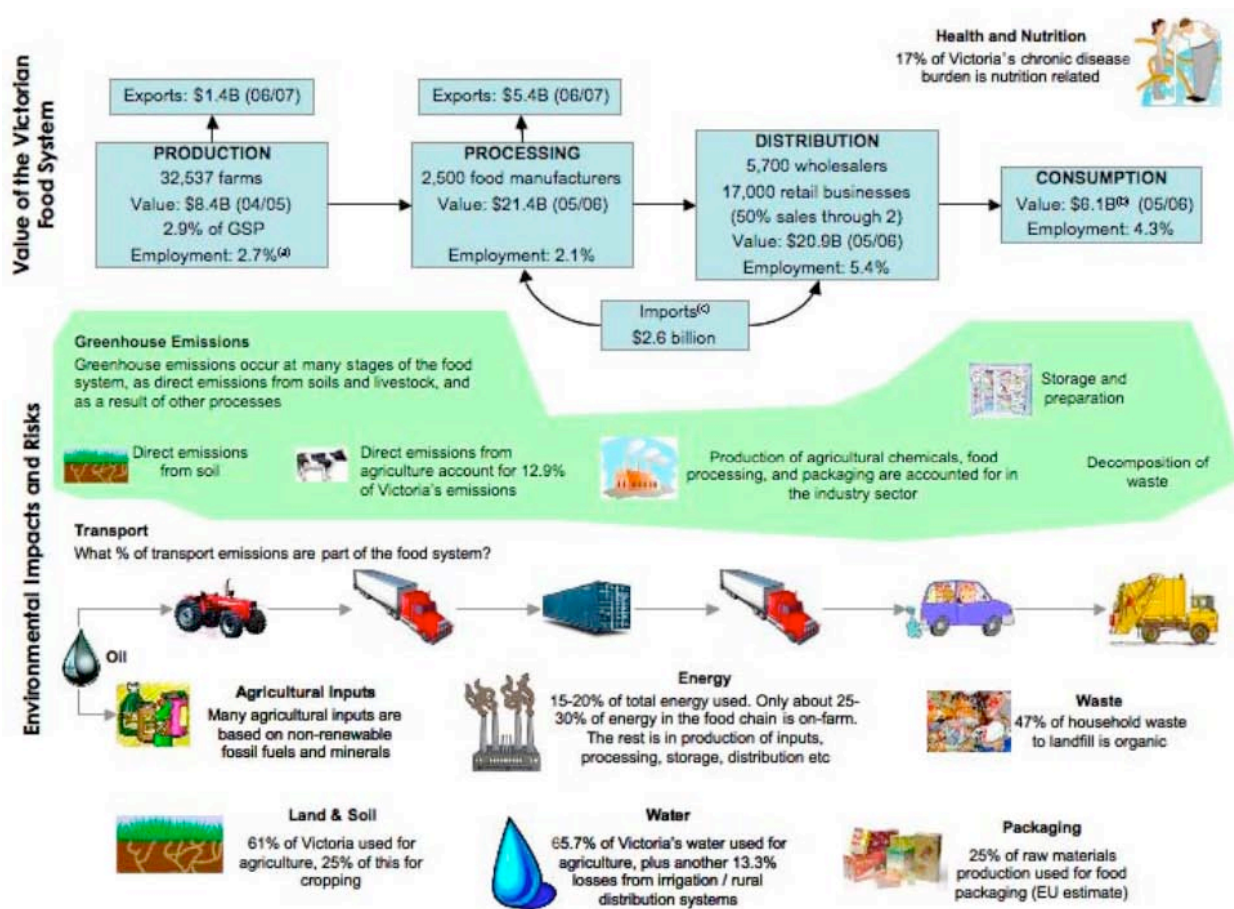 Value of the Victorian
Food System
Health and Nutrition
17% of Victoria's chronic disease
burden is nutrition related
Exports: $1.4B (06/07)
Exports: $5.4B (06/07)
PRODUCTION
32,537 farms
Value: $8.4B (04/05)
2.9% of GSP
Employment: 2.7%(a)
PROCESSING
2,500 food manufacturers
Value: $21.4B (05/06)
Employment: 2.1%
DISTRIBUTION
5,700 wholesalers
17,000 retail businesses
(50% sales through 2)
Value: $20.9B (05/06)
Employment: 5.4%
CONSUMPTION
Value: $6.1B(b) (05/06)
Employment: 4.3%
Imports(c)
$2.6 billion
Environmental Impacts and Risks
Greenhouse Emissions
Greenhouse emissions occur at many stages of the food
system, as direct emissions from soils and livestock, and
as a result of other processes
Storage and
preparation
Direct emissions
from soil
Direct emissions from
agriculture account for 12.9%
of Victoria's emissions
Production of agricultural chemicals, food
processing, and packaging are accounted for in
the industry sector
Decomposition of
waste
Transport
What % of transport emissions are part of the food system?
Oil
Agricultural Inputs
Many agricultural inputs are
based on non-renewable
fossil fuels and minerals
Energy
15-20% of total energy used. Only about 25-
30% of energy in the food chain is on-farm.
The rest is in production of inputs,
processing, storage, distribution etc
Waste
47% of household waste
to landfill is organic
Land & Soil
61% of Victoria used for
agriculture, 25% of this for
cropping
Water
65.7% of Victoria's water used for
agriculture, plus another 13.3%
losses from irrigation / rural
distribution systems
Packaging
25% of raw materials
production used for food
packaging (EU estimate)